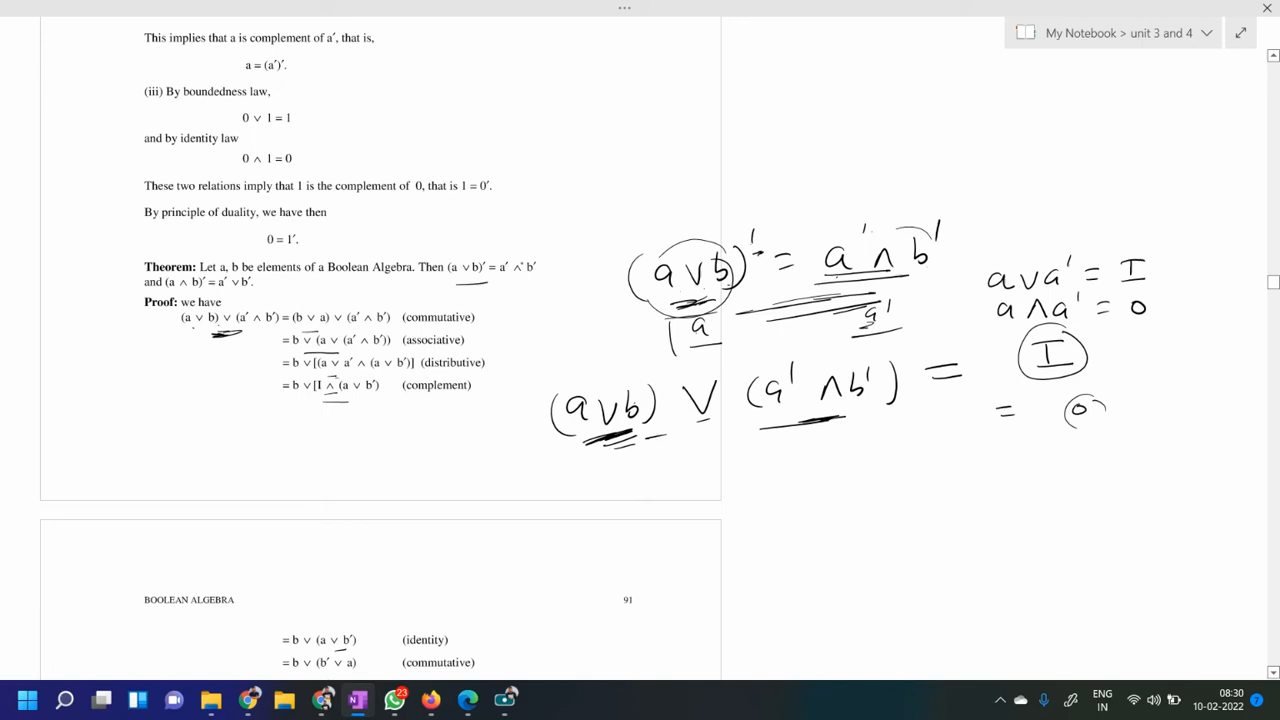 My Notebook > unit 3 and 4
This implies that a is complement of a′, that is,
a = (a′)′.
(iii) By boundedness law,
0 ∨ 1 = 1
and by identity law
0 ∧ 1 = 0
These two relations imply that 1 is the complement of 0, that is 1 = 0′.
By principle of duality, we have then
0 = 1′.
Theorem: Let a, b be elements of a Boolean Algebra. Then (a ∨ b)′ = a′ ∧ b′
and (a ∧ b)′ = a′ ∨ b′.
Proof: we have
(a ∨ b) ∨ (a′ ∧ b′) = (b ∨ a) ∨ (a′ ∧ b′) (commutative)
= b ∨ (a ∨ (a′ ∧ b′)) (associative)
= b ∨ [(a ∨ a′ ∧ (a ∨ b′)] (distributive)
= b ∨ [I ∧ (a ∨ b′) (complement)
(a ∨ b)′ = a′ ∧ b′
a a′
a ∨ a′ = I
a ∧ a′ = 0
(a ∨ b) ∨ (a′ ∧ b′) = I
= 0
BOOLEAN ALGEBRA 91
= b ∨ (a ∨ b′) (identity)
= b ∨ (b′ ∨ a) (commutative)
23
ENG
IN
08:30
10-02-2022
7